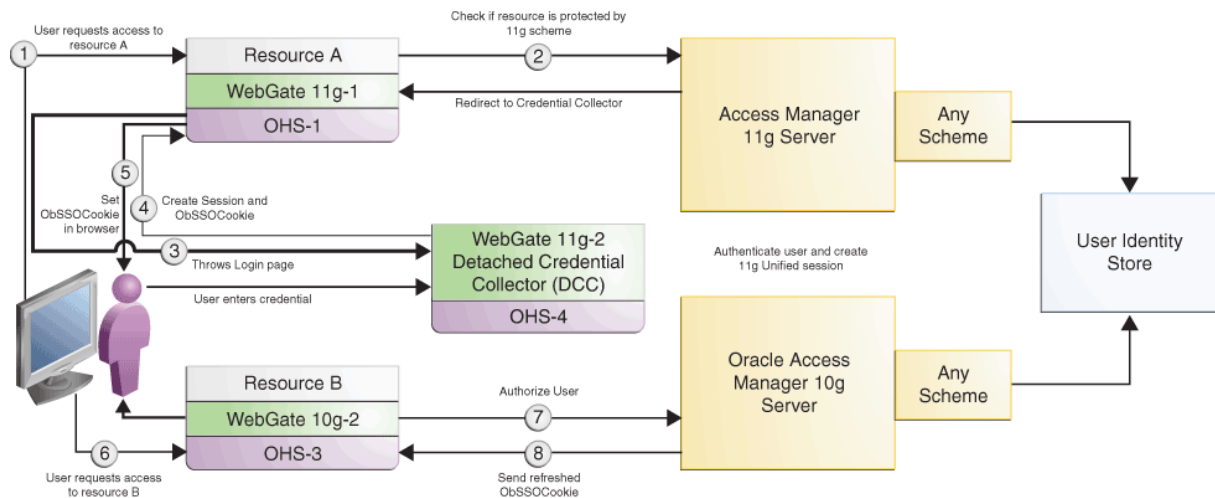 1
User requests access to
resource A
Resource A
WebGate 11g-1
OHS-1
Check if resource is protected by
11g scheme
2
Redirect to Credential Collector
Access Manager
11g Server
Any
Scheme
5
Set
ObSSOCookie
in browser
4
Create Session and
ObSSOCookie
3
Throws Login page
User enters credential
WebGate 11g-2
Detached Credential
Collector (DCC)
OHS-4
Authenticate user and create
11g Unified session
User Identity
Store
Resource B
WebGate 10g-2
OHS-3
Authorize User
7
8
Send refreshed
ObSSOCookie
Oracle Access
Manager 10g
Server
Any
Scheme
6
User requests access
to resource B